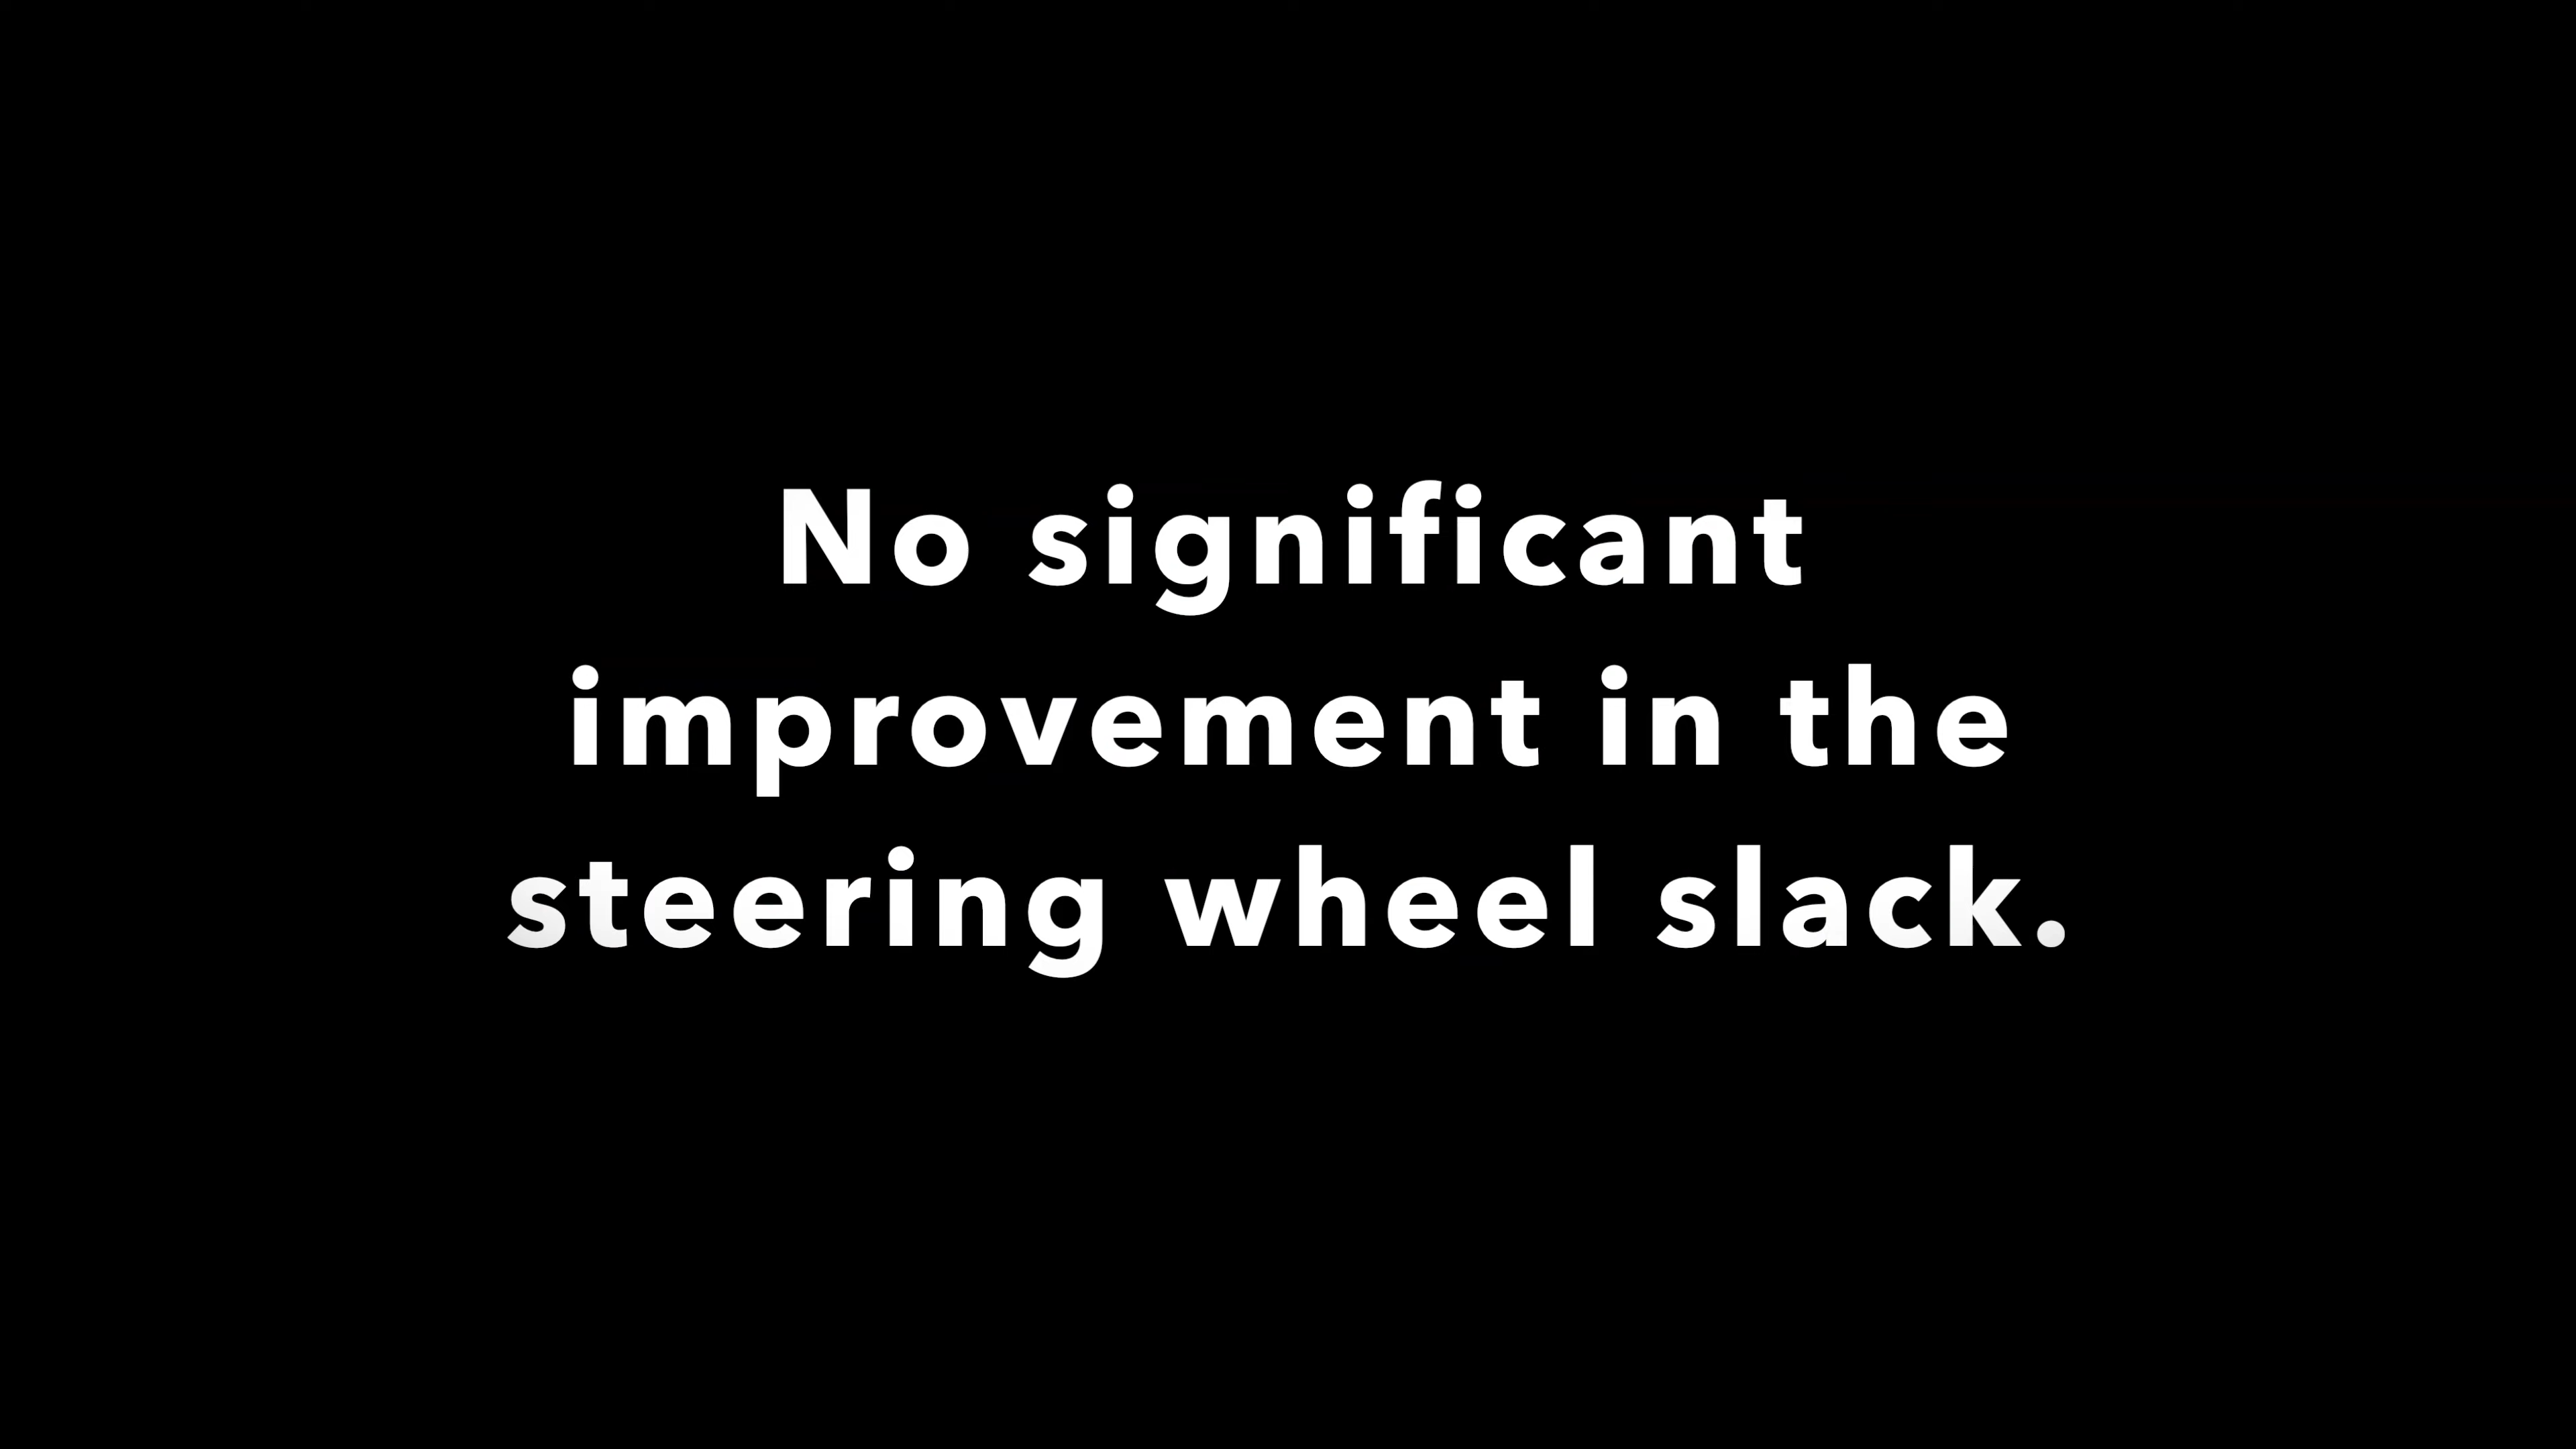 No significant
improvement in the
steering wheel slack.